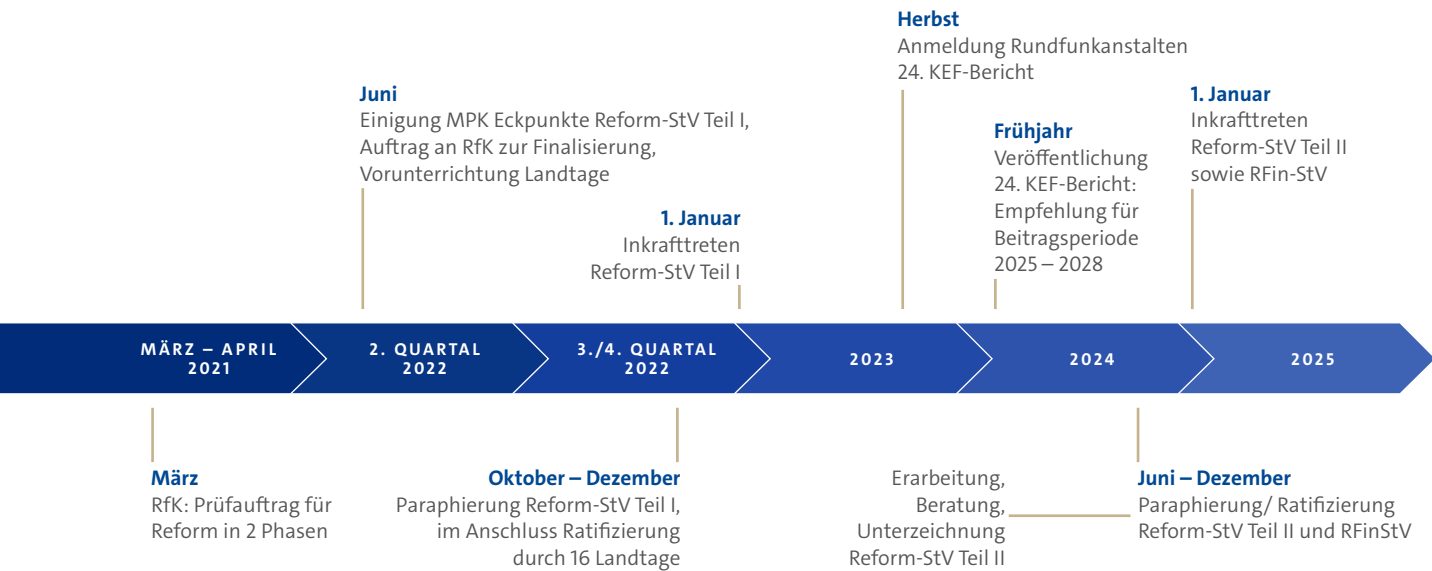 Herbst
Anmeldung Rundfunkanstalten
24. KEF-Bericht
Juni
Einigung MPK Eckpunkte Reform-StV Teil I,
Auftrag an RfK zur Finalisierung,
Vorunterrichtung Landtage
1. Januar
Inkrafttreten
Reform-StV Teil I
Frühjahr
Veröffentlichung
24. KEF-Bericht:
Empfehlung für
Beitragsperiode
2025 – 2028
1. Januar
Inkrafttreten
Reform-StV Teil II
sowie RFin-StV
MÄRZ – APRIL
2021
2. QUARTAL
2022
3./4. QUARTAL
2022
2023
2024
2025
März
RfK: Prüfauftrag für
Reform in 2 Phasen
Oktober – Dezember
Paraphierung Reform-StV Teil I,
im Anschluss Ratifizierung
durch 16 Landtage
Erarbeitung,
Beratung,
Unterzeichnung
Reform-StV Teil II
Juni – Dezember
Paraphierung/ Ratifizierung
Reform-StV Teil II und RFinStV